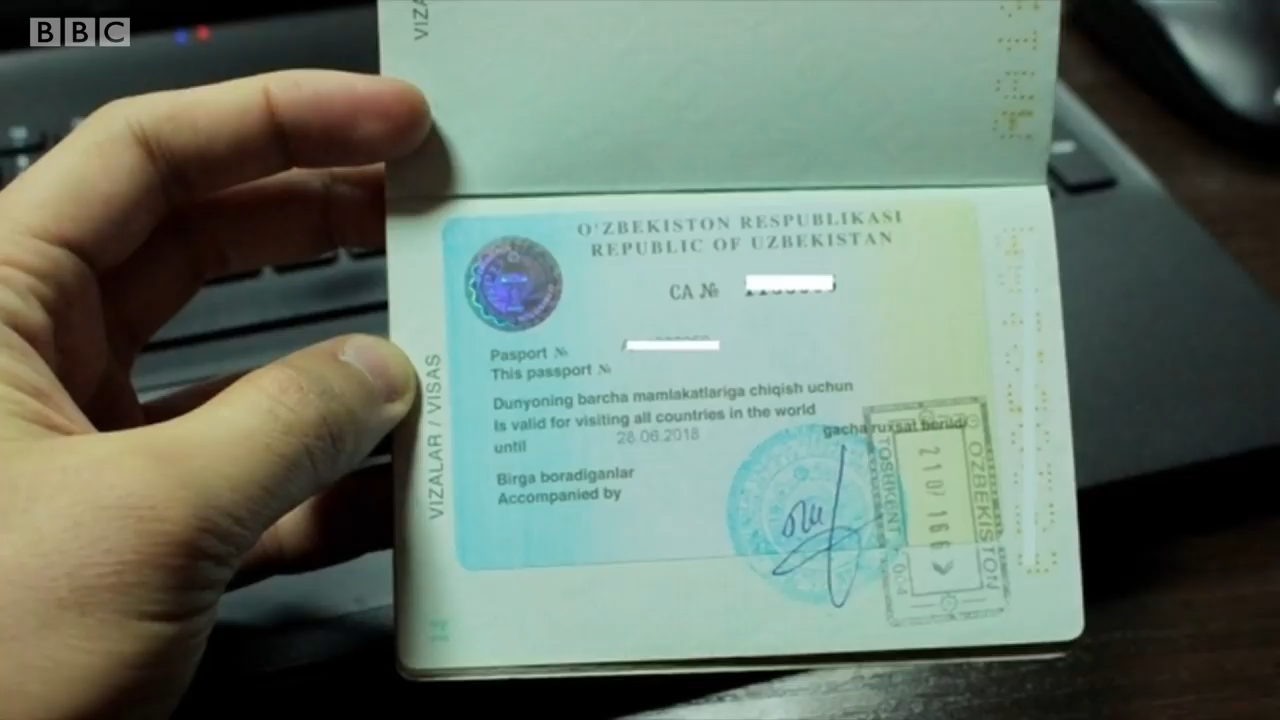 BBC
VIZA
O'ZBEKISTON RESPUBLIKASI
REPUBLIC OF UZBEKISTAN
CA №
Pasport №
This passport №
Dunyoning barcha mamlakatlariga chiqish uchun
Is valid for visiting all countries in the world
until 28.06.2018 gacha ruxsat berildi
Birga boradiganlar
Accompanied by
VIZALAR / VISAS
TOSHKENT
O'ZBEKISTON